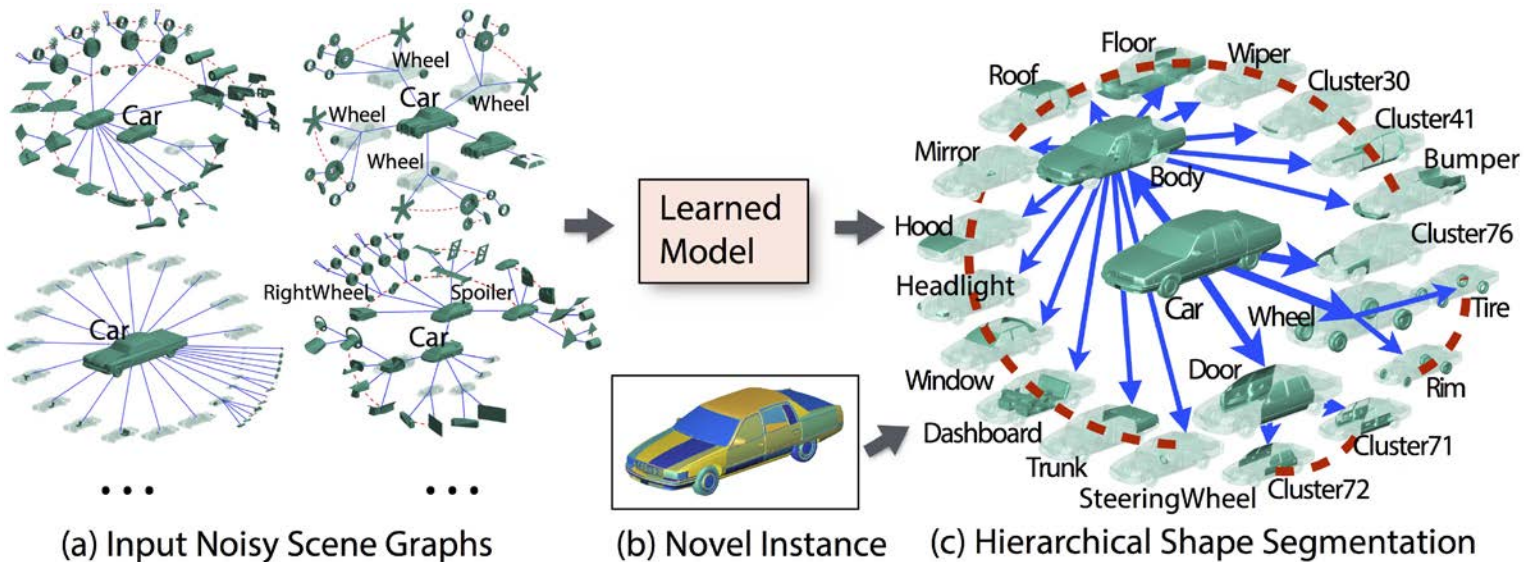 Car
Wheel
Car
Wheel
Wheel
Wheel
Car
RightWheel
Spoiler
Car
...
...
(a) Input Noisy Scene Graphs
Learned
Model
(b) Novel Instance
Floor
Wiper
Roof
Cluster30
Cluster41
Mirror
Bumper
Body
Hood
Cluster76
Headlight
Car
Wheel
Tire
Window
Door
Rim
Dashboard
Cluster71
Trunk
Cluster72
SteeringWheel
(c) Hierarchical Shape Segmentation